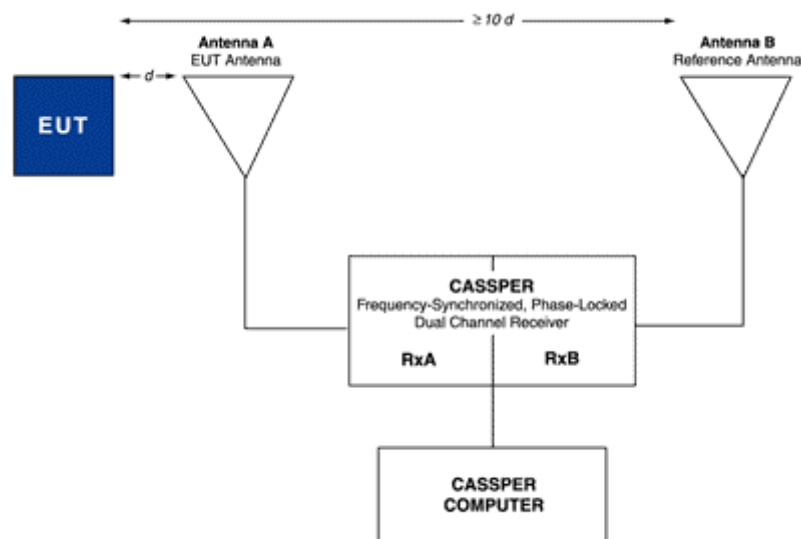 ≥ 10 d
Antenna A
EUT Antenna
Antenna B
Reference Antenna
d
EUT
CASSPER
Frequency-Synchronized, Phase-Locked
Dual Channel Receiver
RxA
RxB
CASSPER
COMPUTER